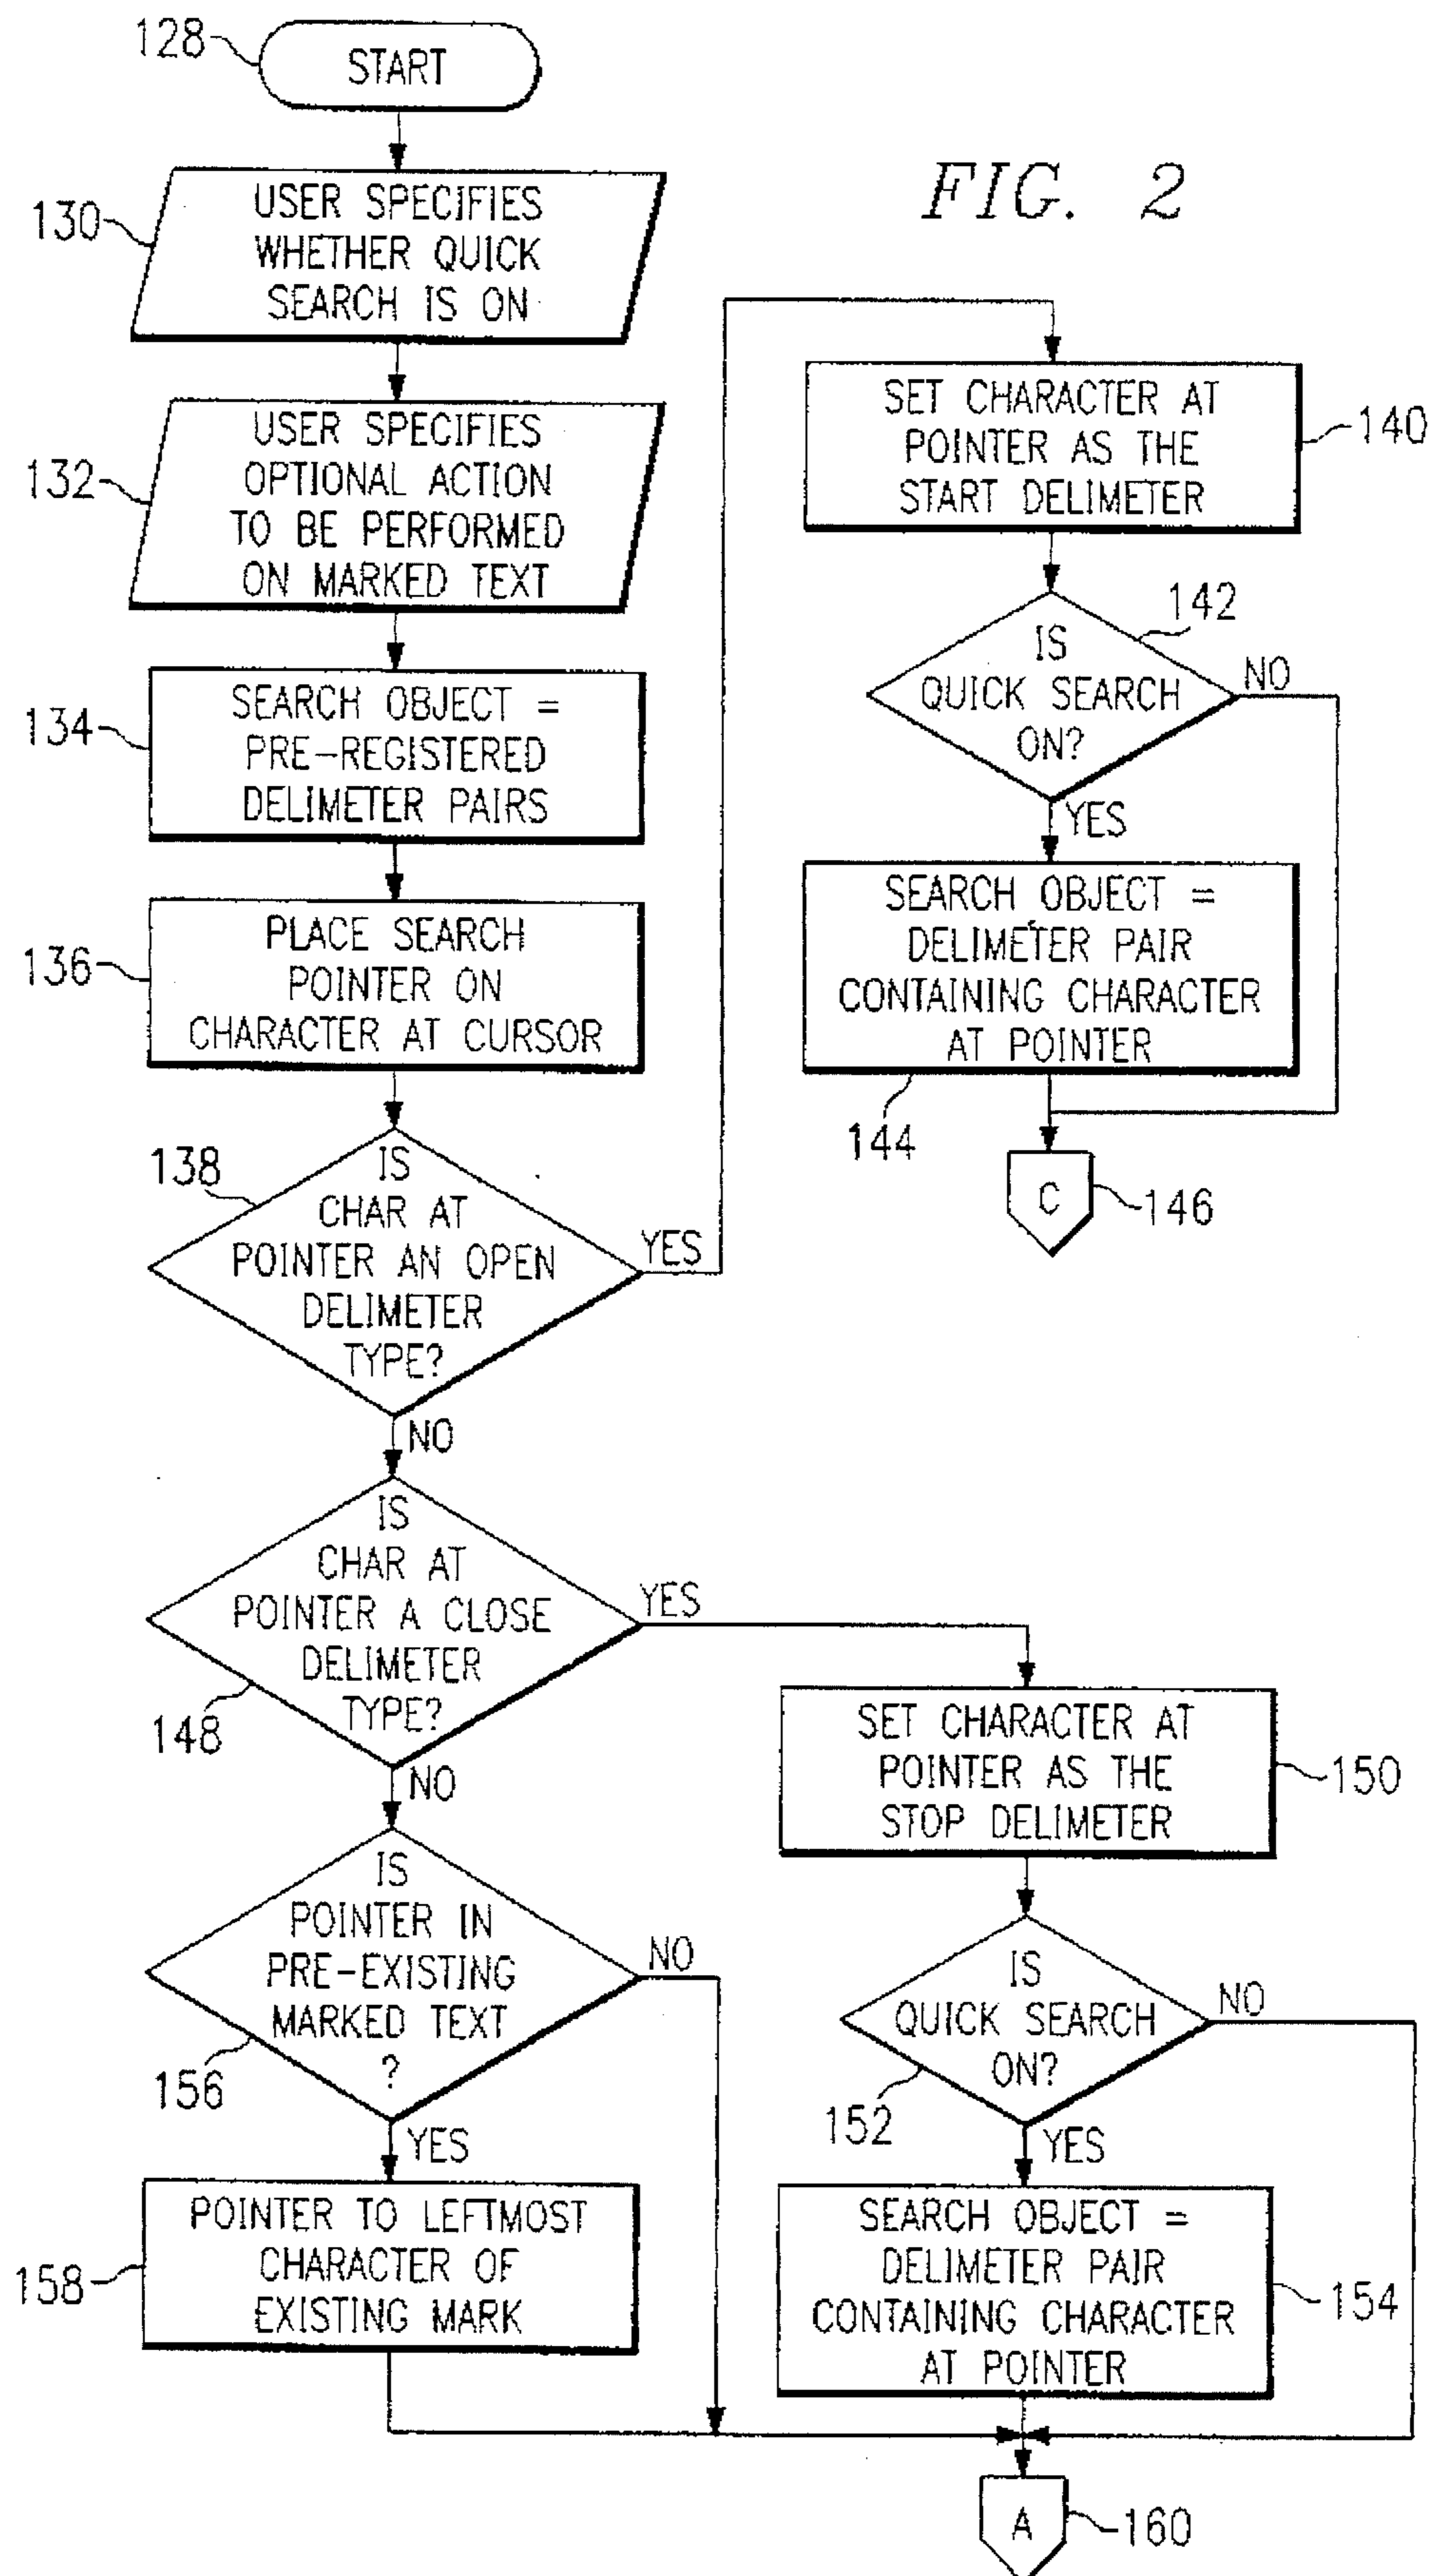 128
START
FIG. 2
130
USER SPECIFIES
WHETHER QUICK
SEARCH IS ON
132
USER SPECIFIES
OPTIONAL ACTION
TO BE PERFORMED
ON MARKED TEXT
134
SEARCH OBJECT =
PRE-REGISTERED
DELIMETER PAIRS
136
PLACE SEARCH
POINTER ON
CHARACTER AT CURSOR
138
IS
CHAR AT
POINTER AN OPEN
DELIMETER
TYPE?
YES
NO
SET CHARACTER AT
POINTER AS THE
START DELIMETER
140
142
IS
QUICK SEARCH
ON?
NO
YES
SEARCH OBJECT =
DELIMETER PAIR
CONTAINING CHARACTER
AT POINTER
144
C
146
IS
CHAR AT
POINTER A CLOSE
DELIMETER
TYPE?
148
YES
NO
SET CHARACTER AT
POINTER AS THE
STOP DELIMETER
150
IS
QUICK SEARCH
ON?
152
NO
YES
SEARCH OBJECT =
DELIMETER PAIR
CONTAINING CHARACTER
AT POINTER
154
IS
POINTER IN
PRE-EXISTING
MARKED TEXT
?
156
NO
YES
158
POINTER TO LEFTMOST
CHARACTER OF
EXISTING MARK
A
160